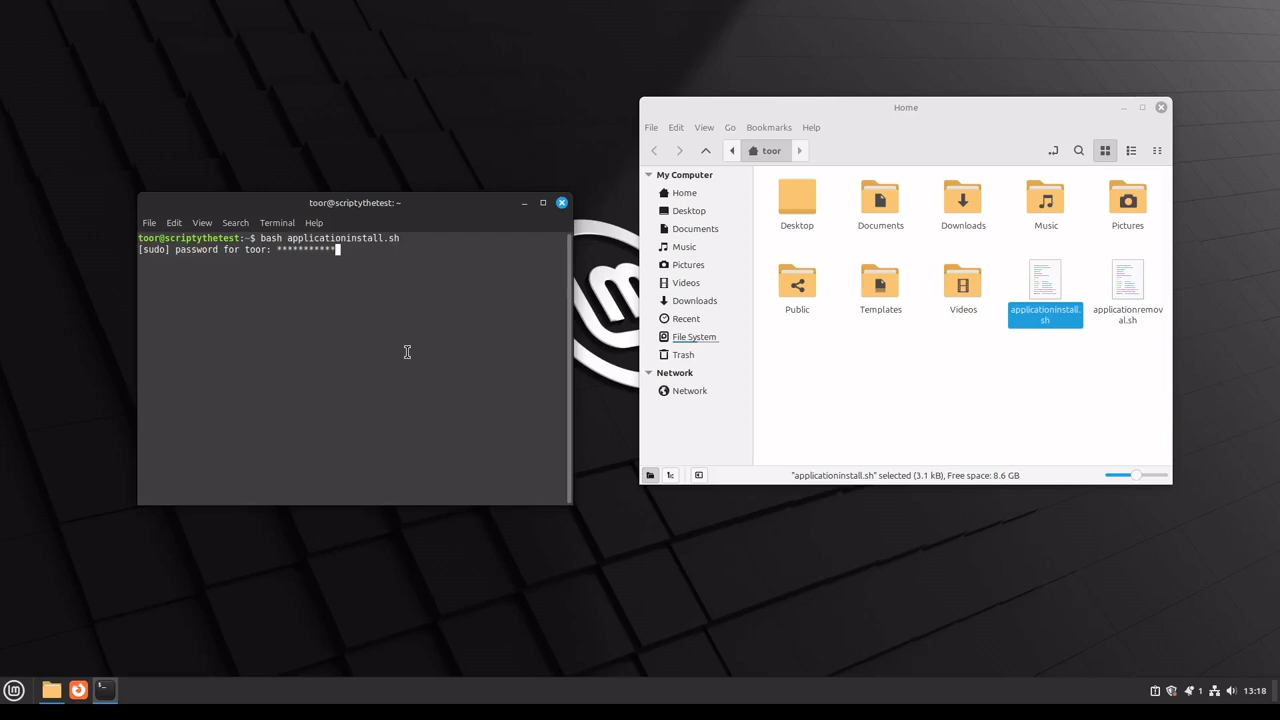 toor@scriptythetest: ~
File Edit View Search Terminal Help
toor@scriptythetest:~$ bash applicationinstall.sh
[sudo] password for toor: ***********
Home
File Edit View Go Bookmarks Help
toor
My Computer
Home
Desktop
Documents
Music
Pictures
Videos
Downloads
Recent
File System
Trash
Network
Network
Desktop
Documents
Downloads
Music
Pictures
Public
Templates
Videos
applicationinstall.
sh
applicationremov
al.sh
"applicationinstall.sh" selected (3.1 kB), Free space: 8.6 GB
1
13:18